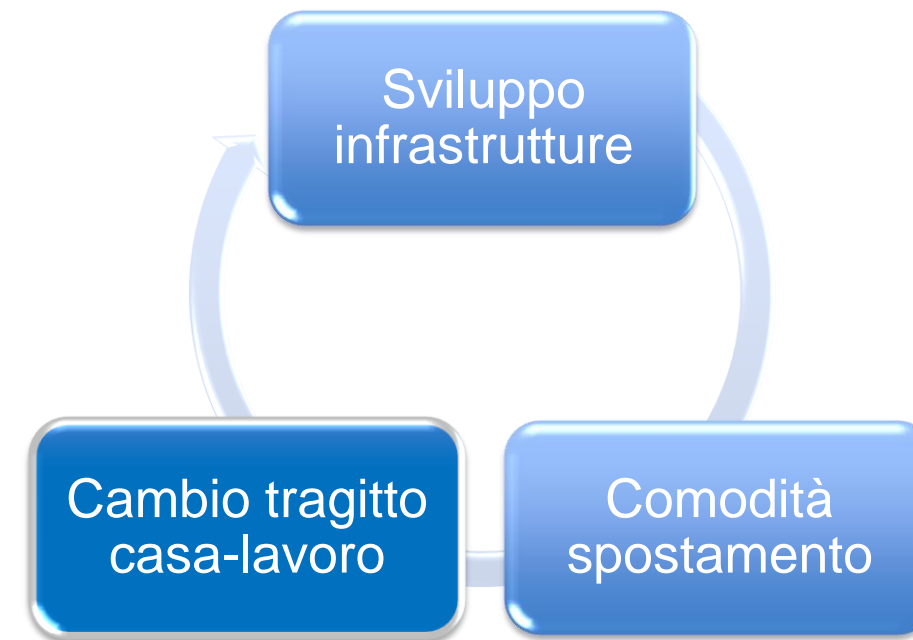 Sviluppo
infrastrutture
Cambio tragitto
casa-lavoro
Comodità
spostamento